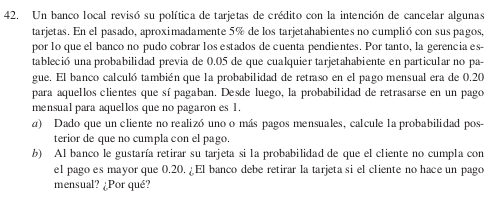 42. Un banco local revisó su política de tarjetas de crédito con la intención de cancelar algunas
tarjetas. En el pasado, aproximadamente 5% de los tarjetahabientes no cumplió con sus pagos,
por lo que el banco no pudo cobrar los estados de cuenta pendientes. Por tanto, la gerencia es-
tableció una probabilidad previa de 0.05 de que cualquier tarjetahabiente en particular no pa-
gue. El banco calculó también que la probabilidad de retraso en el pago mensual era de 0.20
para aquellos clientes que sí pagaban. Desde luego, la probabilidad de retrasarse en un pago
mensual para aquellos que no pagaron es 1.
a) Dado que un cliente no realizó uno o más pagos mensuales, calcule la probabilidad pos-
terior de que no cumpla con el pago.
b) Al banco le gustaría retirar su tarjeta si la probabilidad de que el cliente no cumpla con
el pago es mayor que 0.20. ¿El banco debe retirar la tarjeta si el cliente no hace un pago
mensual? ¿Por qué?